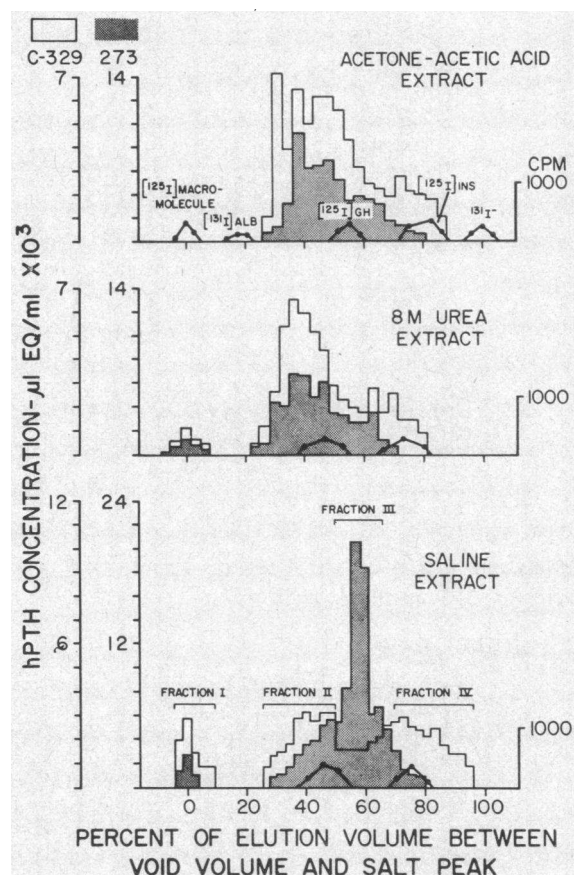 C-329 273
ACETONE-ACETIC ACID
EXTRACT
7 14
CPM
1000
[125I] MACRO-
MOLECULE
[131I] ALB
[125I] GH
[125I] INS
131I-
7 14
8 M UREA
EXTRACT
1000
12 24
FRACTION III
SALINE
EXTRACT
6 12
FRACTION I FRACTION II FRACTION IV
1000
hPTH CONCENTRATION-µl EQ/ml X10³
0 20 40 60 80 100
PERCENT OF ELUTION VOLUME BETWEEN
VOID VOLUME AND SALT PEAK